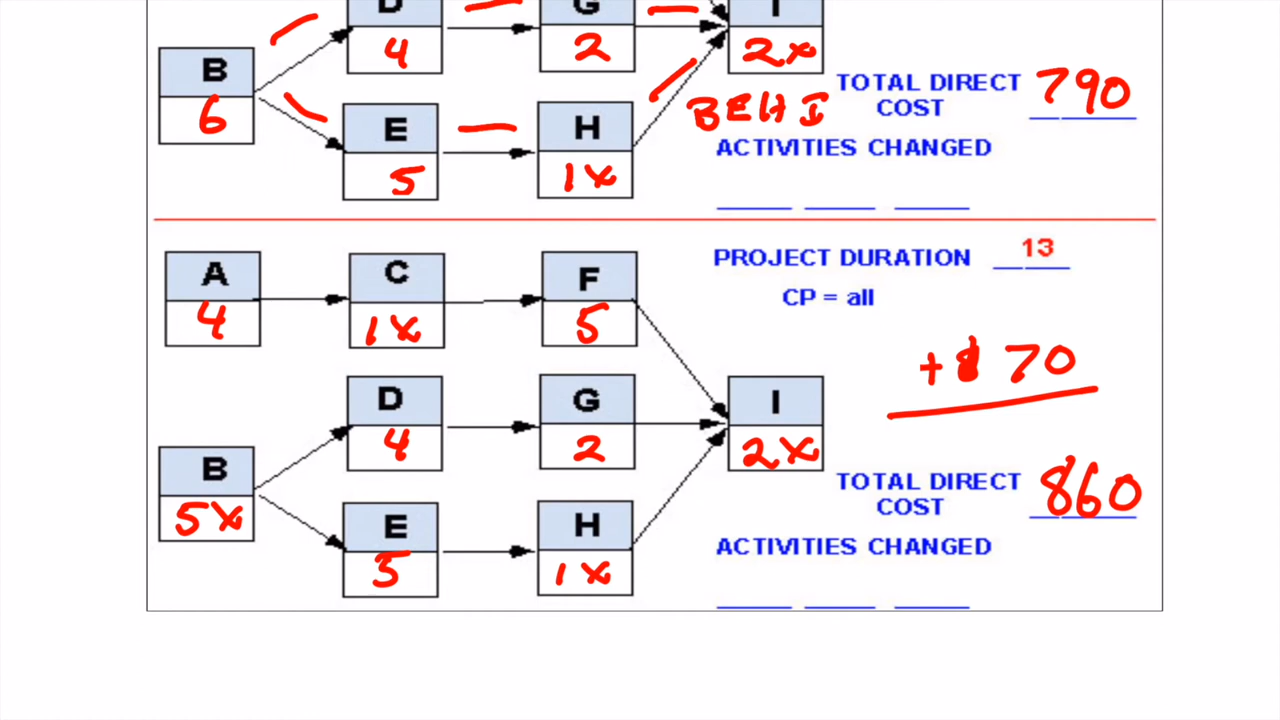 D G I
4 2 2x
B
6
TOTAL DIRECT COST 790
BEHI
E H
5 1x
ACTIVITIES CHANGED
A C F
4 1x 5
PROJECT DURATION 13
CP = all
+ 70
D G I
4 2 2x
B
5x
TOTAL DIRECT COST 860
E H
5 1x
ACTIVITIES CHANGED